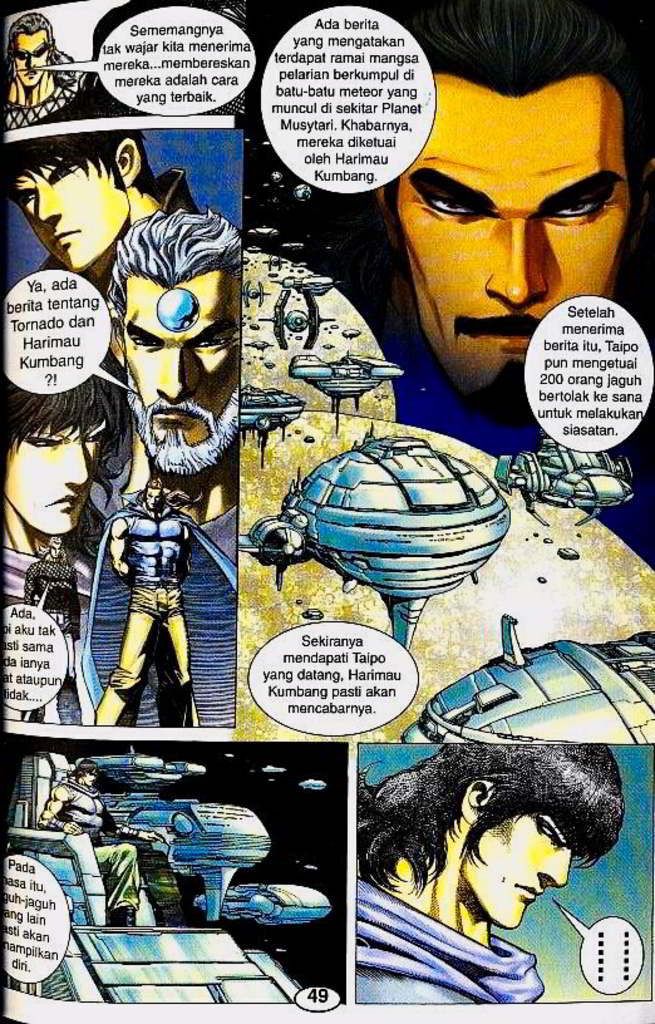 Sememangnya
tak wajar kita menerima
mereka...membereskan
mereka adalah cara
yang terbaik.
Ada berita
yang mengatakan
terdapat ramai mangsa
pelarian berkumpul di
batu-batu meteor yang
muncul di sekitar Planet
Musytari. Khabarnya,
mereka diketuai
oleh Harimau
Kumbang.
Ya, ada
berita tentang
Tornado dan
Harimau
Kumbang
?!
Setelah
menerima
berita itu, Taipo
pun mengetuai
200 orang jaguh
bertolak ke sana
untuk melakukan
siasatan.
Ada,
aku tak
sama
ianya
ataupun
tidak....
Sekiranya
mendapati Taipo
yang datang, Harimau
Kumbang pasti akan
mencabarnya.
Pada
itu,
lain
akan
diri.
49